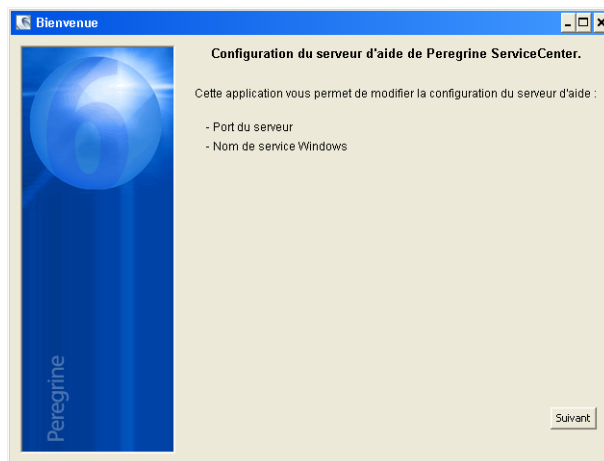 Bienvenue
Configuration du serveur d'aide de Peregrine ServiceCenter.
Cette application vous permet de modifier la configuration du serveur d'aide :
- Port du serveur
- Nom de service Windows
6
Peregrine
Suivant